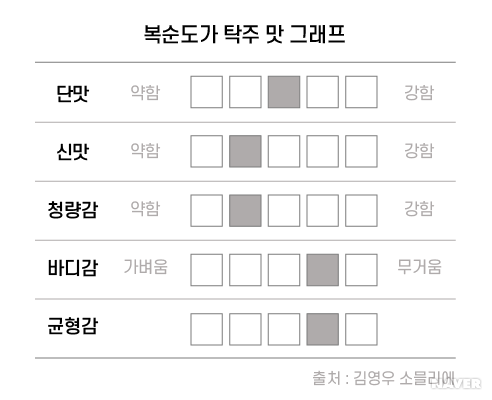 복순도가 탁주 맛 그래프
단맛 약함 강함
신맛 약함 강함
청량감 약함 강함
바디감 가벼움 무거움
균형감
출처 : 김영우 소믈리에
NAVER